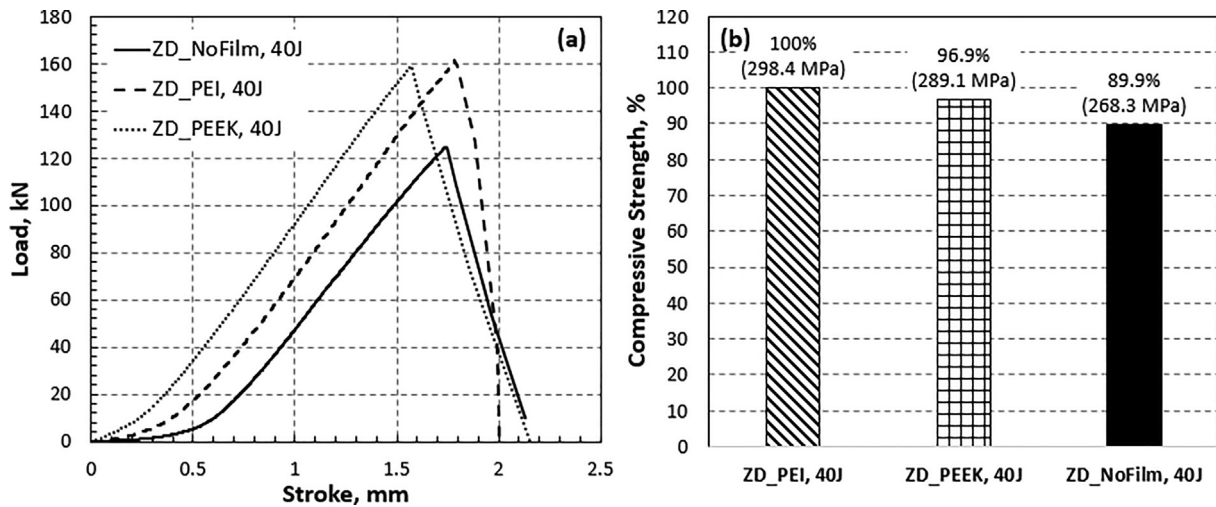 (a)
ZD_NoFilm, 40J
ZD_PEI, 40J
ZD_PEEK, 40J
Load, kN
180
160
140
120
100
80
60
40
20
0
0 0.5 1 1.5 2 2.5
Stroke, mm
(b)
Compressive Strength, %
120
110
100
90
80
70
60
50
40
30
20
10
0
100%
(298.4 MPa)
96.9%
(289.1 MPa)
89.9%
(268.3 MPa)
ZD_PEI, 40J ZD_PEEK, 40J ZD_NoFilm, 40J